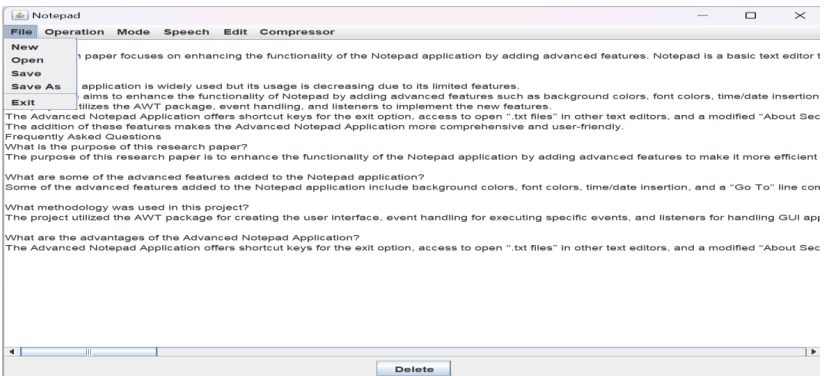 Notepad
File Operation Mode Speech Edit Compressor
New
Open
Save
Save As
Exit
paper focuses on enhancing the functionality of the Notepad application by adding advanced features. Notepad is a basic text editor t
application is widely used but its usage is decreasing due to its limited features.
aims to enhance the functionality of Notepad by adding advanced features such as background colors, font colors, time/date insertion
tilizes the AWT package, event handling, and listeners to implement the new features.
The Advanced Notepad Application offers shortcut keys for the exit option, access to open ".txt files" in other text editors, and a modified "About Sec
The addition of these features makes the Advanced Notepad Application more comprehensive and user-friendly.
Frequently Asked Questions
What is the purpose of this research paper?
The purpose of this research paper is to enhance the functionality of the Notepad application by adding advanced features to make it more efficient
What are some of the advanced features added to the Notepad application?
Some of the advanced features added to the Notepad application include background colors, font colors, time/date insertion, and a "Go To" line com
What methodology was used in this project?
The project utilized the AWT package for creating the user interface, event handling for executing specific events, and listeners for handling GUI app
What are the advantages of the Advanced Notepad Application?
The Advanced Notepad Application offers shortcut keys for the exit option, access to open ".txt files" in other text editors, and a modified "About Sec
Delete